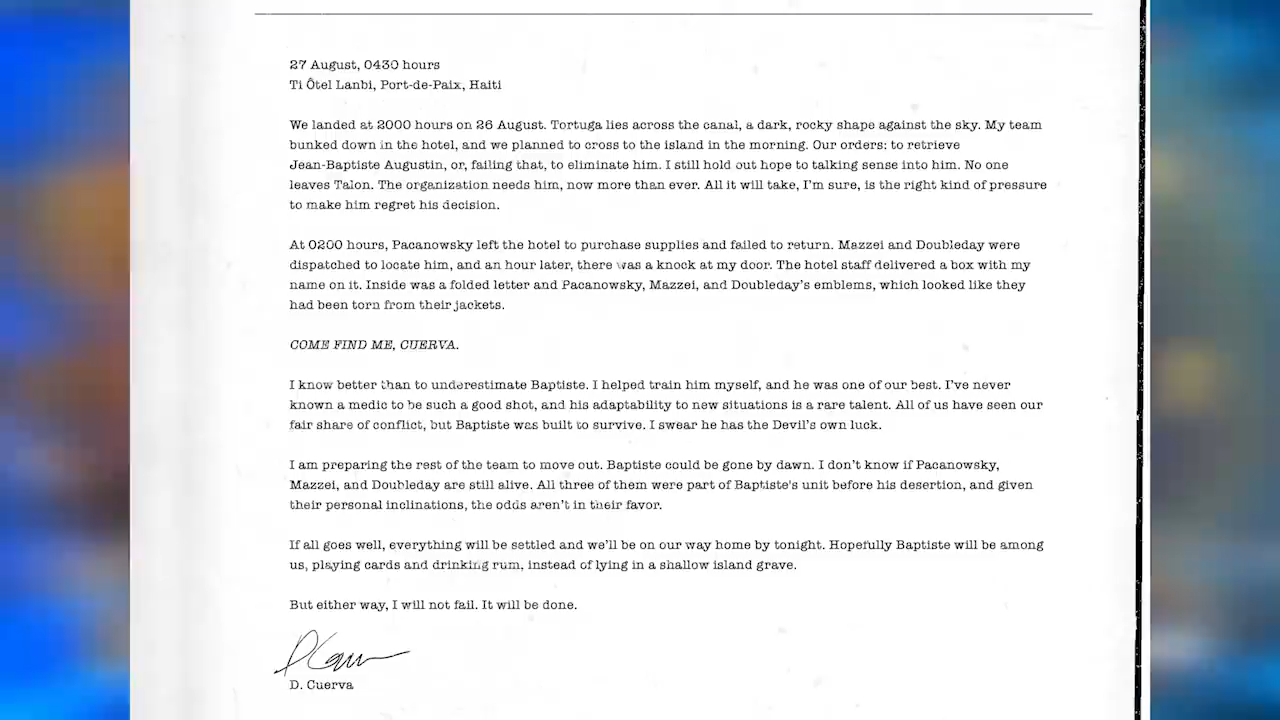 27 August, 0430 hours
Ti Ôtel Lanbi, Port-de-Paix, Haiti
We landed at 2000 hours on 26 August. Tortuga lies across the canal, a dark, rocky shape against the sky. My team
bunked down in the hotel, and we planned to cross to the island in the morning. Our orders: to retrieve
Jean-Baptiste Augustin, or, failing that, to eliminate him. I still hold out hope to talking sense into him. No one
leaves Talon. The organization needs him, now more than ever. All it will take, I'm sure, is the right kind of pressure
to make him regret his decision.
At 0200 hours, Pacanowsky left the hotel to purchase supplies and failed to return. Mazzei and Doubleday were
dispatched to locate him, and an hour later, there was a knock at my door. The hotel staff delivered a box with my
name on it. Inside was a folded letter and Pacanowsky, Mazzei, and Doubleday's emblems, which looked like they
had been torn from their jackets.
COME FIND ME, CUERVA.
I know better than to underestimate Baptiste. I helped train him myself, and he was one of our best. I've never
known a medic to be such a good shot, and his adaptability to new situations is a rare talent. All of us have seen our
fair share of conflict, but Baptiste was built to survive. I swear he has the Devil's own luck.
I am preparing the rest of the team to move out. Baptiste could be gone by dawn. I don't know if Pacanowsky,
Mazzei, and Doubleday are still alive. All three of them were part of Baptiste's unit before his desertion, and given
their personal inclinations, the odds aren't in their favor.
If all goes well, everything will be settled and we'll be on our way home by tonight. Hopefully Baptiste will be among
us, playing cards and drinking rum, instead of lying in a shallow island grave.
But either way, I will not fail. It will be done.
D. Cuerva